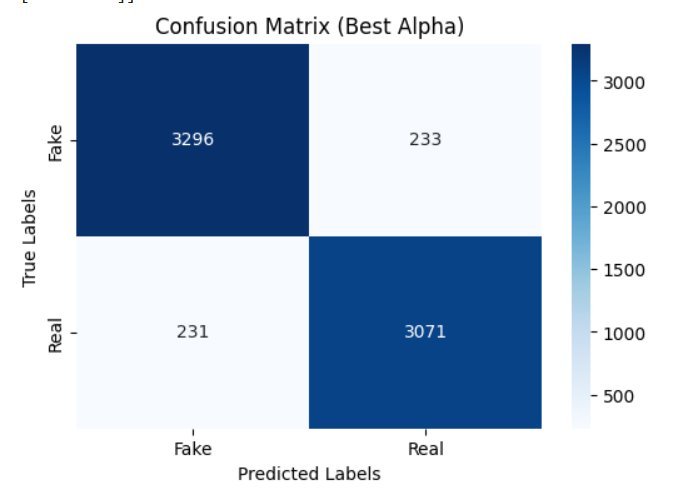 Confusion Matrix (Best Alpha)
Fake 3296 233
Real 231 3071
Fake Real
True Labels
Predicted Labels
3000
2500
2000
1500
1000
500